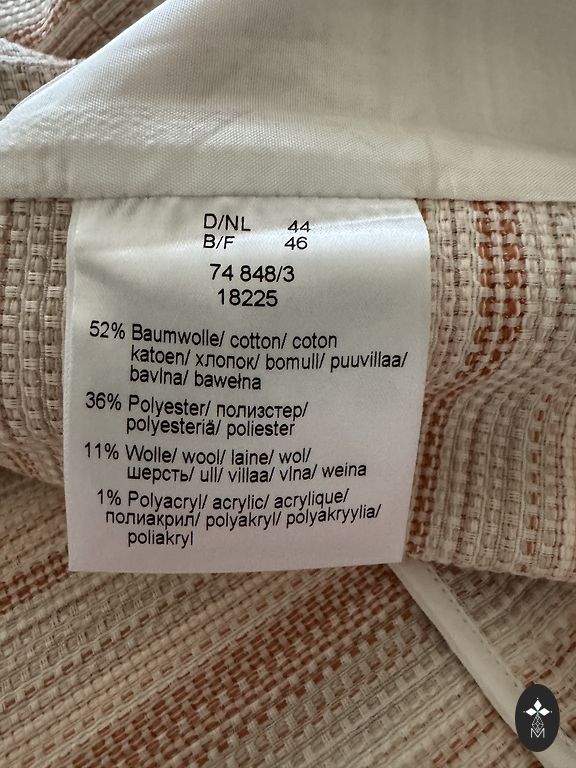 D/NL 44
B/F 46
74 848/3
18225
52% Baumwolle/ cotton/ coton
katoen/ хлопок/ bomull/ puuvillaa/
bavlna/ bawełna
36% Polyester/ полизстер/
polyesteriä/ poliester
11% Wolle/ wool/ laine/ wol/
шерсть/ ull/ villaa/ vlna/ weina
1% Polyacryl/ acrylic/ acrylique/
полиакрил/ polyakryl/ polyakryylia/
poliakryl
M